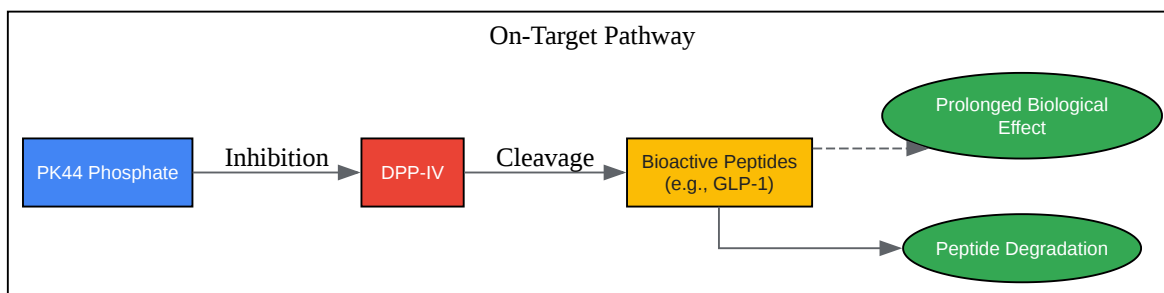 On-Target Pathway
PK44 Phosphate
Inhibition
DPP-IV
Cleavage
Bioactive Peptides
(e.g., GLP-1)
Prolonged Biological
Effect
Peptide Degradation